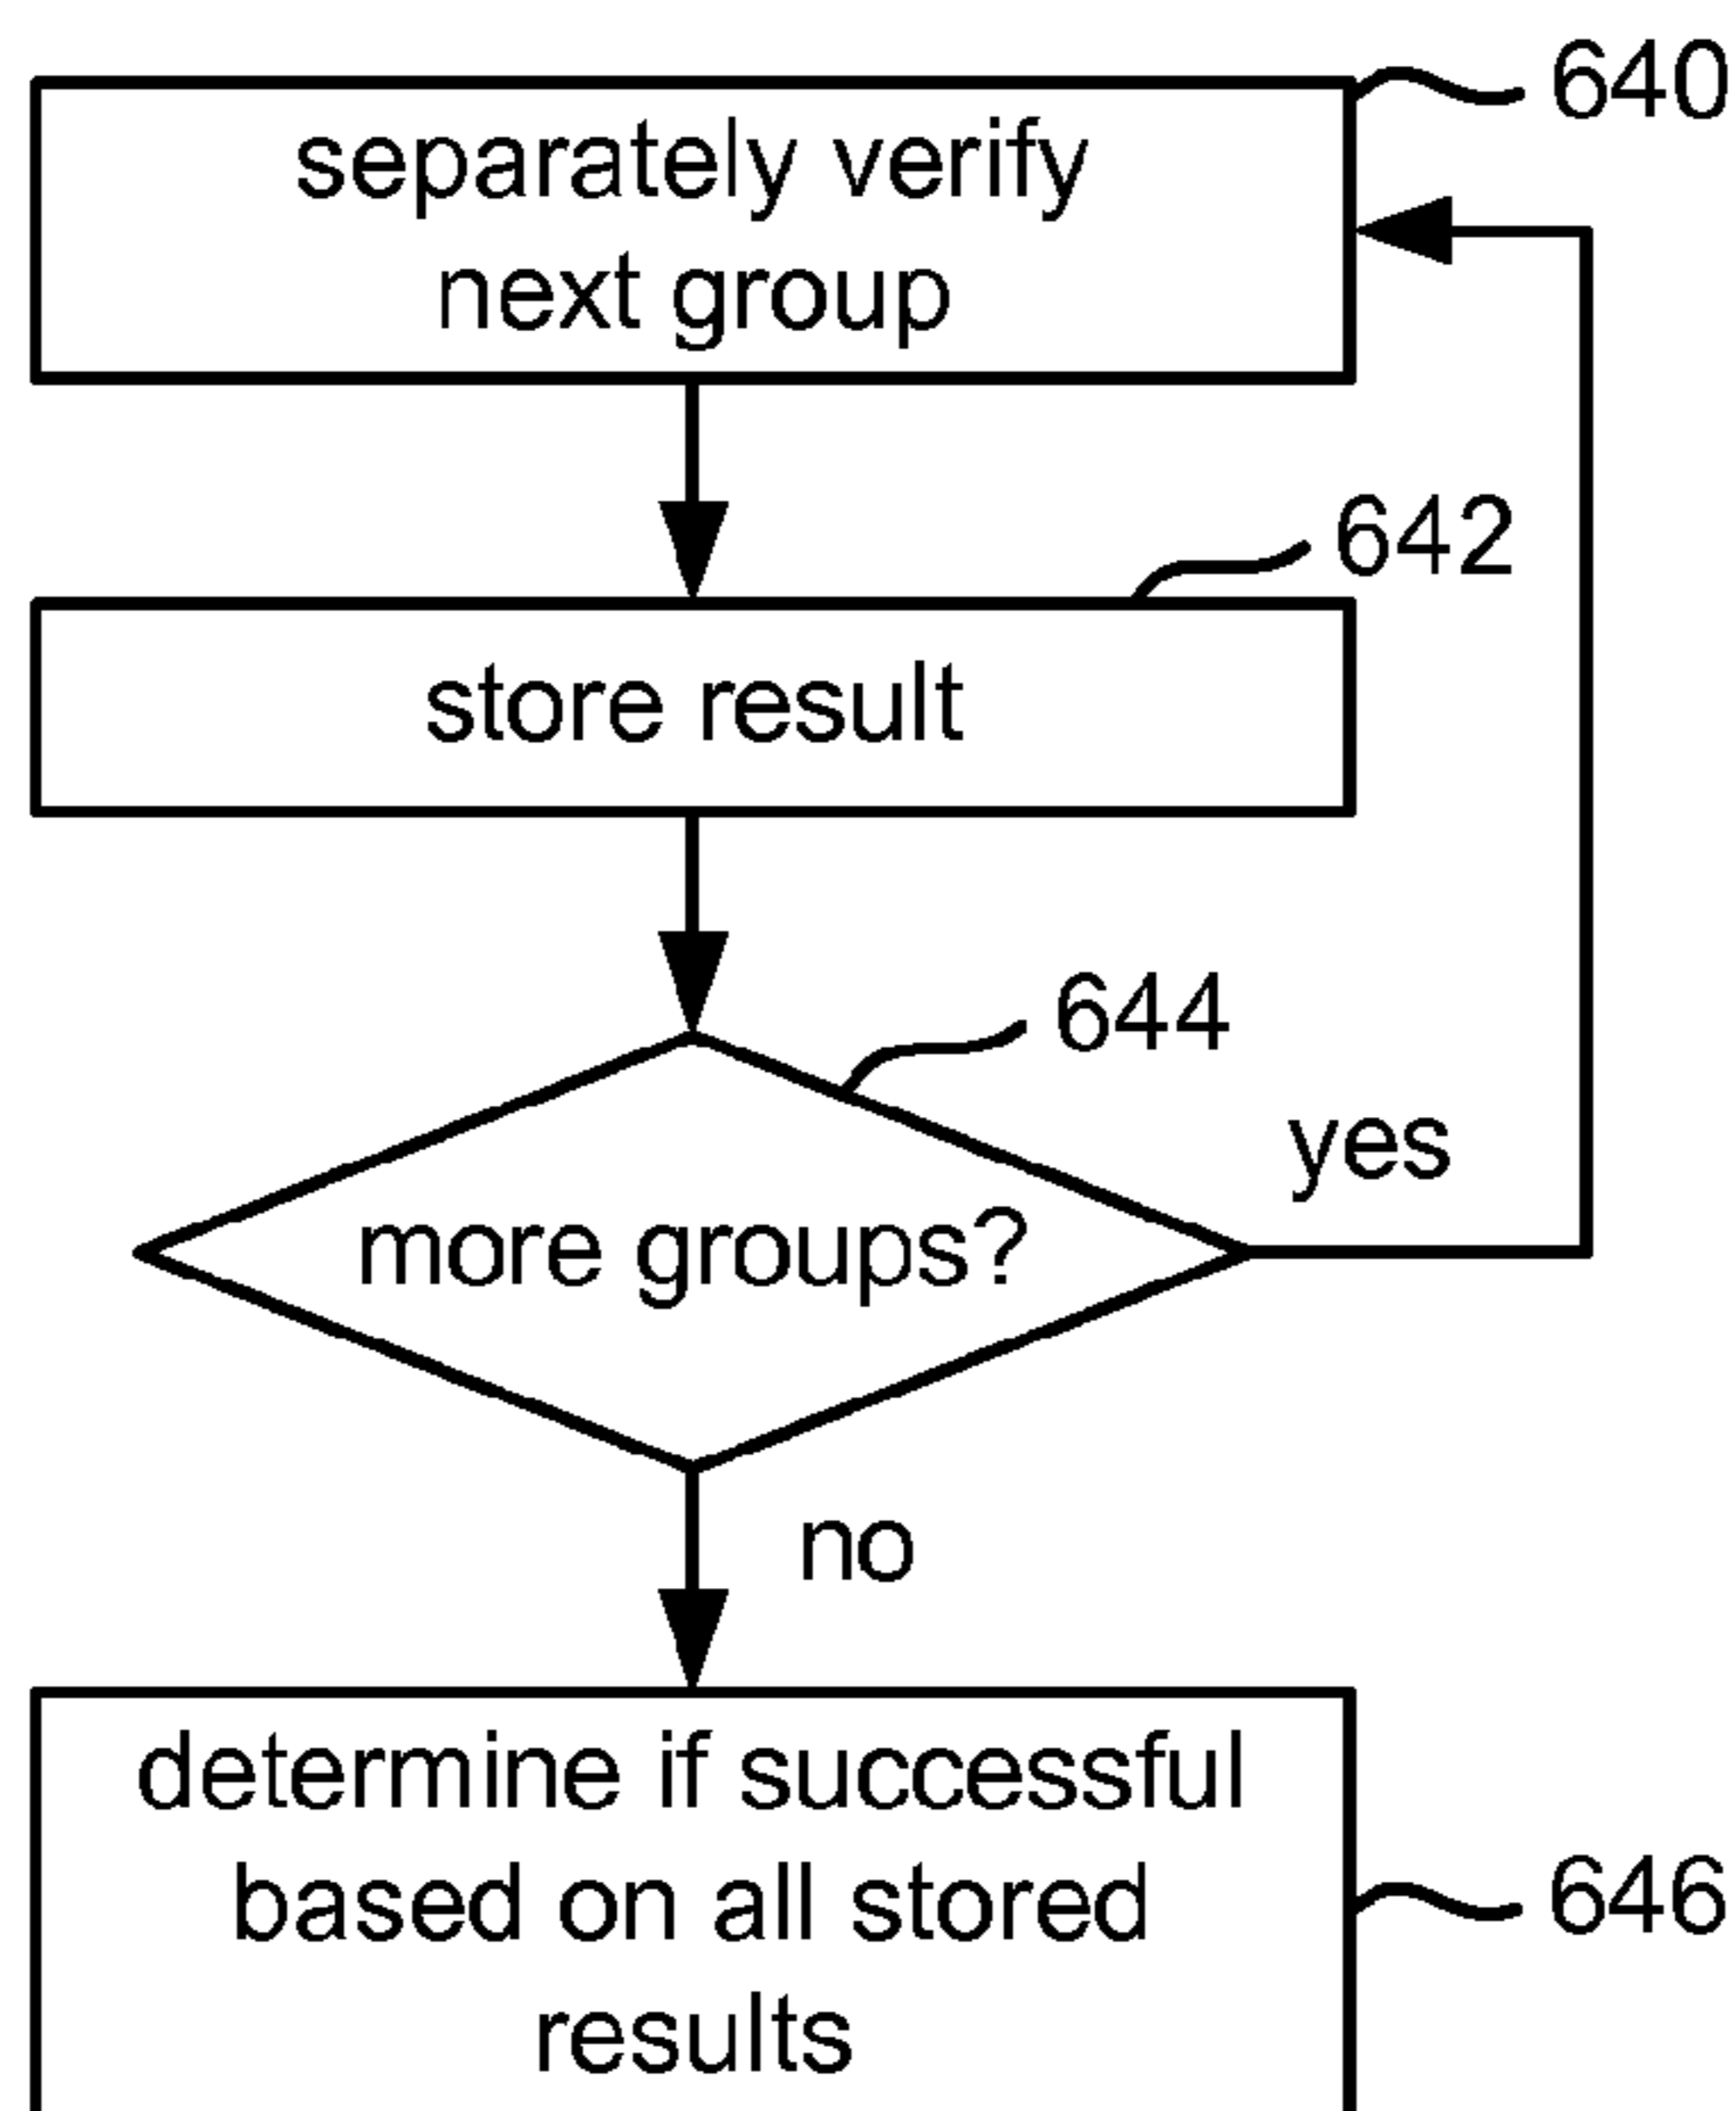 640
separately verify
next group
642
store result
644
yes
more groups?
no
determine if successful
based on all stored
646
results